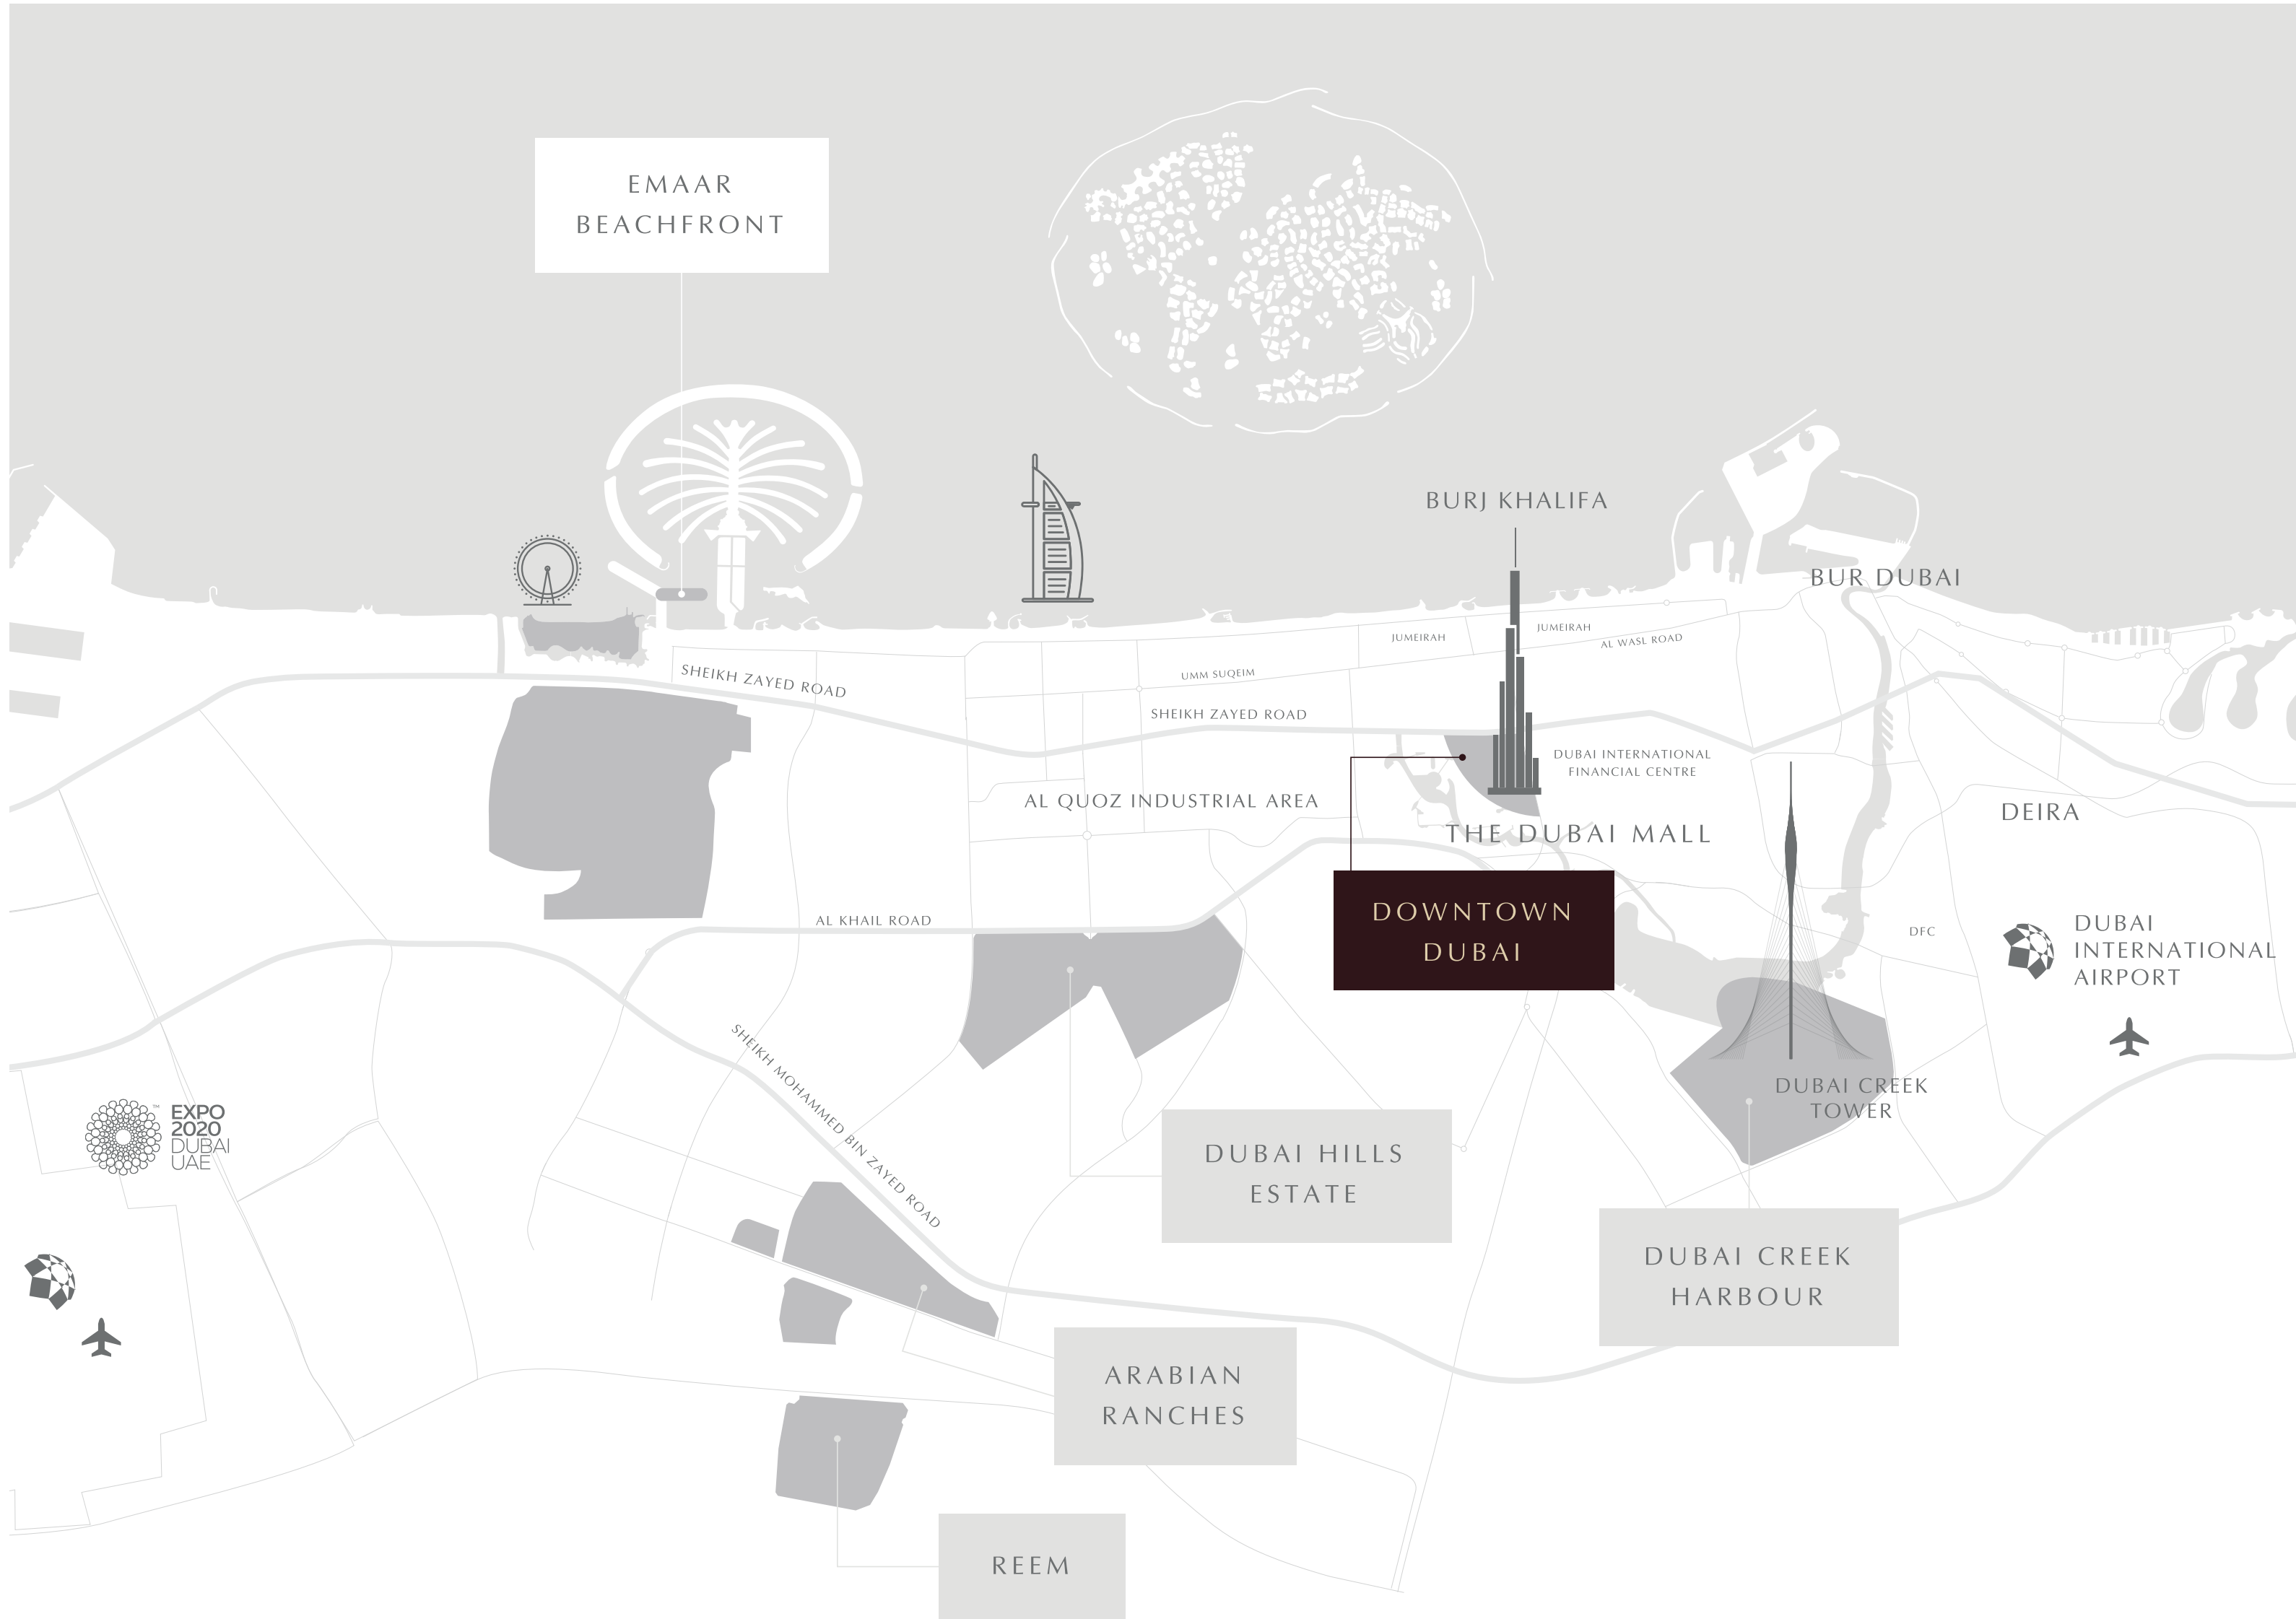 EMAAR
BEACHFRONT
BURJ KHALIFA
BUR DUBAI
JUMEIRAH
JUMEIRAH
AL WASL ROAD
UMM SUQEIM
SHEIKH ZAYED ROAD
SHEIKH ZAYED ROAD
DUBAI INTERNATIONAL
FINANCIAL CENTRE
AL QUOZ INDUSTRIAL AREA
THE DUBAI MALL
DEIRA
DOWNTOWN
DUBAI
AL KHAIL ROAD
DFC
DUBAI
INTERNATIONAL
AIRPORT
SHEIKH MOHAMMED BIN ZAYED ROAD
DUBAI CREEK
TOWER
EXPO
2020
DUBAI
UAE
TM
DUBAI HILLS
ESTATE
DUBAI CREEK
HARBOUR
ARABIAN
RANCHES
REEM